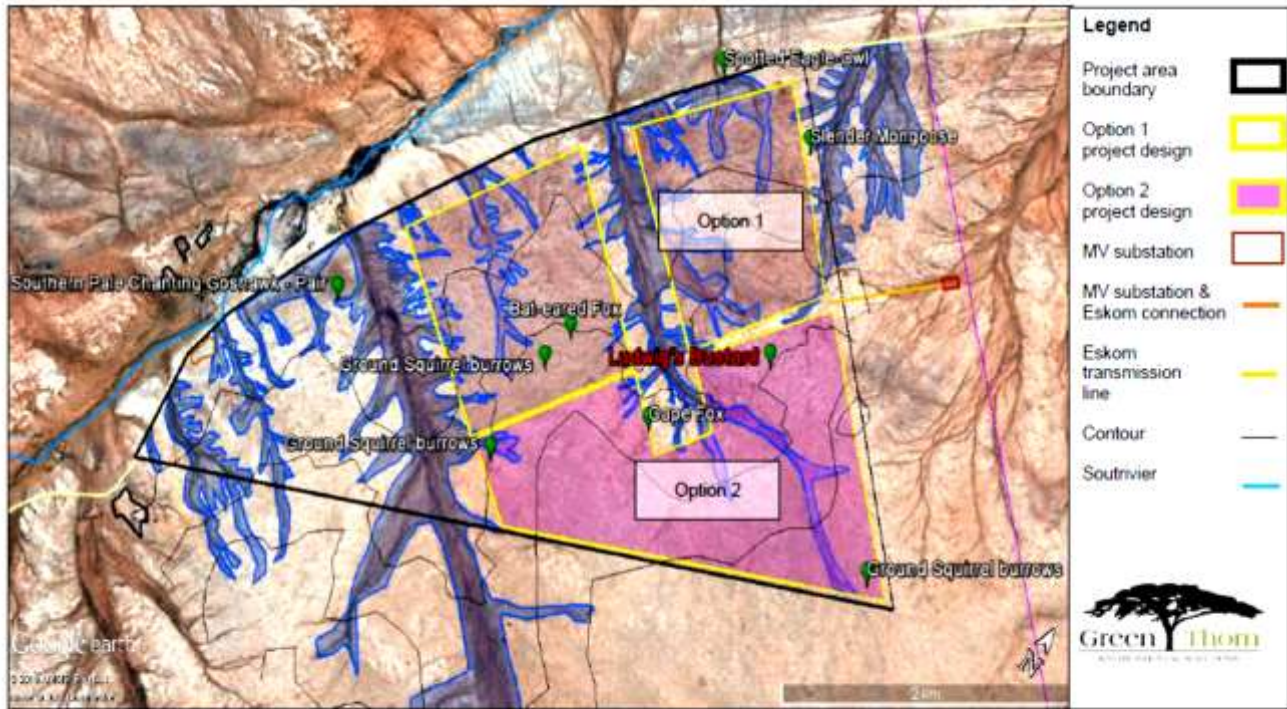 Spotted Eagle-owl
Slender Mongoose
Option 1
Southern Pale Chanting Goshawk - Pair
Bat-eared Fox
Ground Squirrel burrows
Ludwig's Bustard
Cape Fox
Ground Squirrel burrows
Option 2
Ground Squirrel burrows
Google earth
2 km
Legend
Project area
boundary
Option 1
project design
Option 2
project design
MV substation
MV substation &
Eskom connection
Eskom
transmission
line
Contour
Soutrivier
Green Thorn